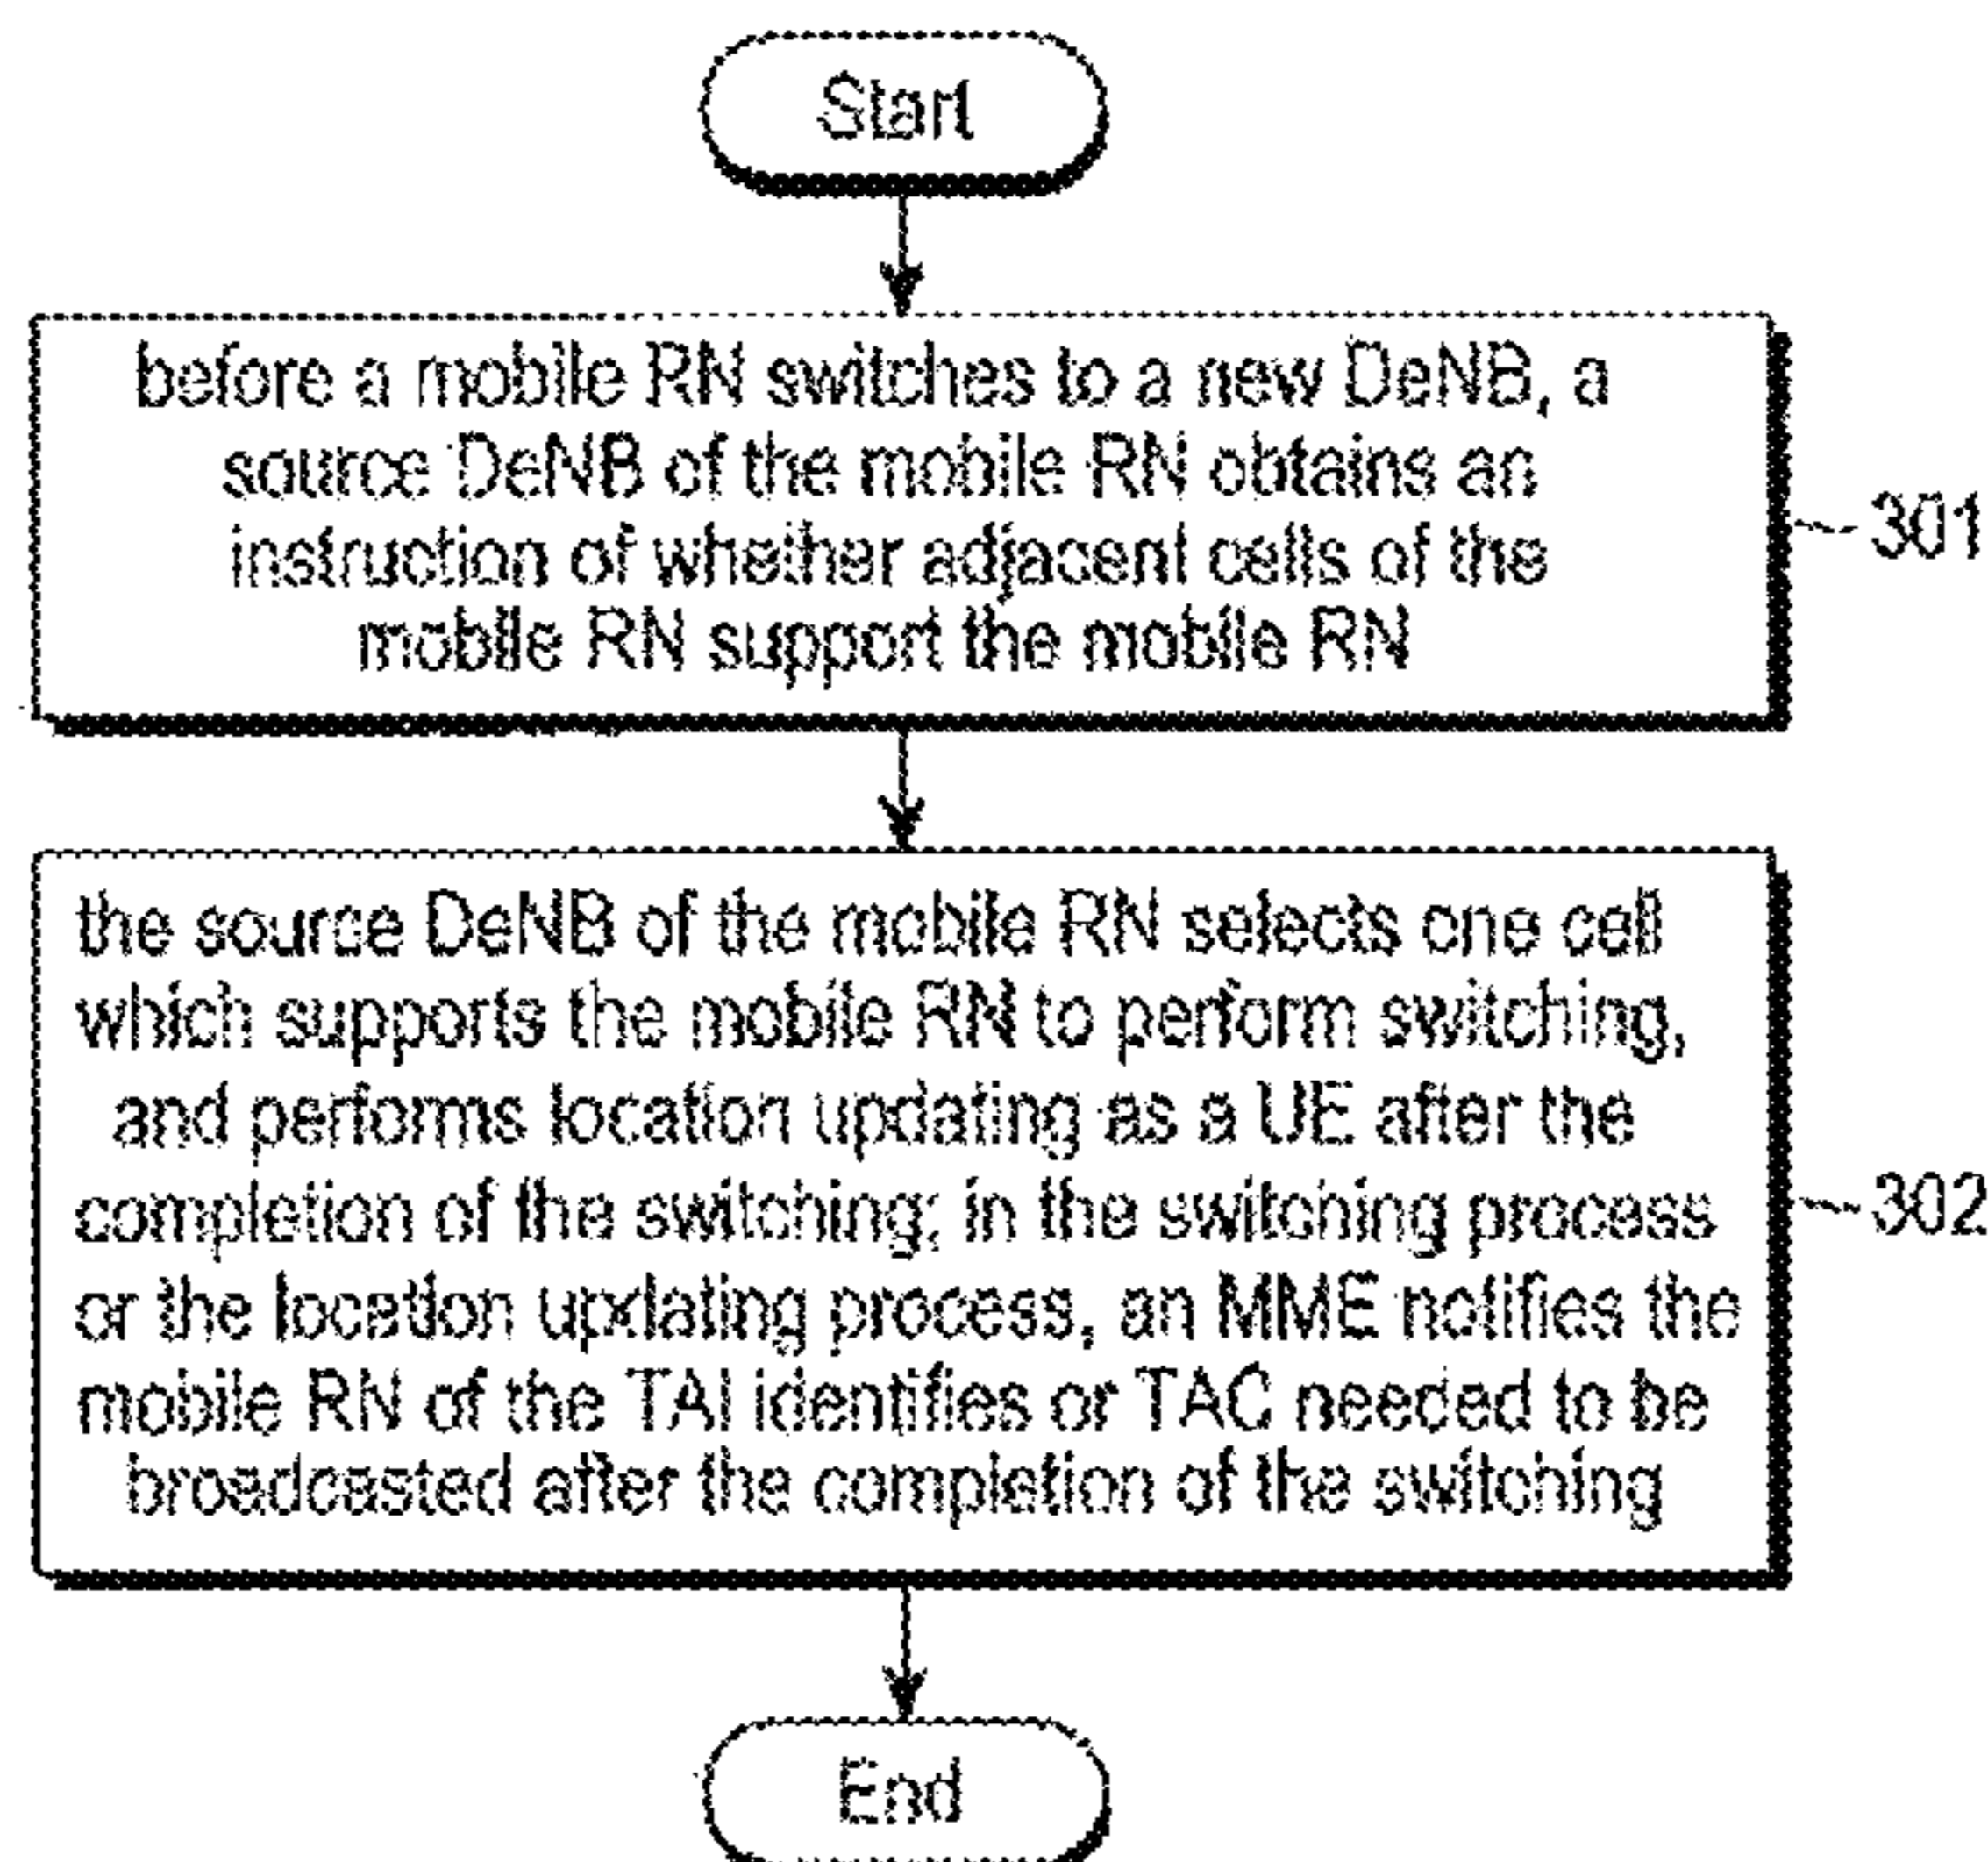 Start
before a mobile RN switches to a new DeNB, a
source DeNB of the mobile RN obtains an
instruction of whether adjacent cells of the
mobile RN support the mobile RN
301
the source DeNB of the mobile RN selects one cell
which supports the mobile RN to perform switching,
and performs location updating as a UE after the
completion of the switching; in the switching process
or the location updating process, an MME notifies the
mobile RN of the TAI identifies or TAC needed to be
broadcasted after the completion of the switching
302
End